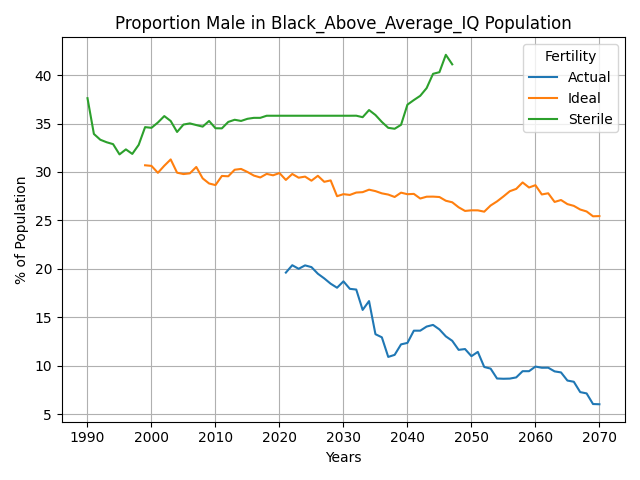 Proportion Male in Black_Above_Average_IQ Population
% of Population
40
35
30
25
20
15
10
5
Fertility
Actual
Ideal
Sterile
1990 2000 2010 2020 2030 2040 2050 2060 2070
Years